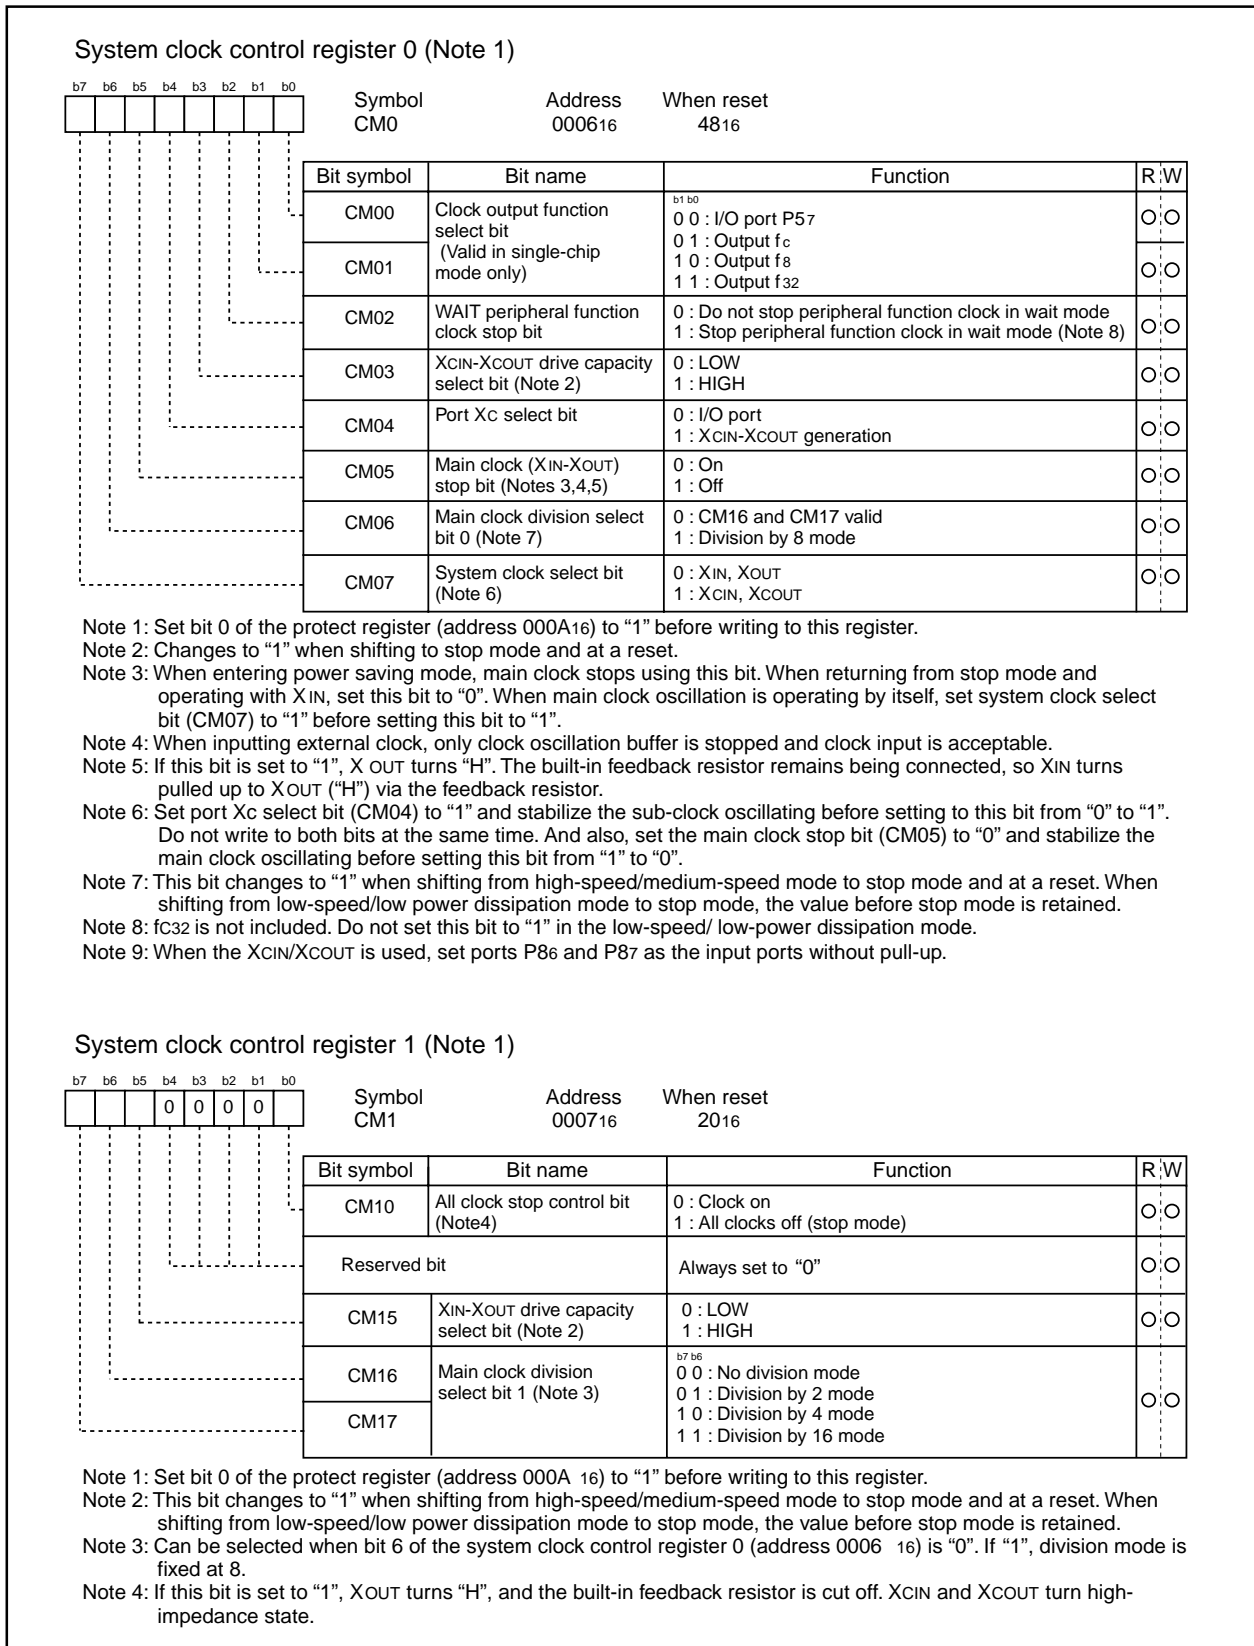 System clock control register 0 (Note 1)
b7 b6 b5 b4 b3 b2 b1 b0
Symbol Address When reset
CM0 000616 4816
Bit symbol Bit name Function R W
CM00 Clock output function select bit (Valid in single-chip mode only)
CM01
b1 b0
0 0 : I/O port P57
0 1 : Output fc
1 0 : Output f8
1 1 : Output f32
CM02 WAIT peripheral function clock stop bit
0 : Do not stop peripheral function clock in wait mode
1 : Stop peripheral function clock in wait mode (Note 8)
CM03 XCIN-XCOUT drive capacity select bit (Note 2)
0 : LOW
1 : HIGH
CM04 Port XC select bit
0 : I/O port
1 : XCIN-XCOUT generation
CM05 Main clock (XIN-XOUT) stop bit (Notes 3,4,5)
0 : On
1 : Off
CM06 Main clock division select bit 0 (Note 7)
0 : CM16 and CM17 valid
1 : Division by 8 mode
CM07 System clock select bit (Note 6)
0 : XIN, XOUT
1 : XCIN, XCOUT
Note 1: Set bit 0 of the protect register (address 000A16) to “1” before writing to this register.
Note 2: Changes to “1” when shifting to stop mode and at a reset.
Note 3: When entering power saving mode, main clock stops using this bit. When returning from stop mode and
operating with XIN, set this bit to “0”. When main clock oscillation is operating by itself, set system clock select
bit (CM07) to “1” before setting this bit to “1”.
Note 4: When inputting external clock, only clock oscillation buffer is stopped and clock input is acceptable.
Note 5: If this bit is set to “1”, X OUT turns “H”. The built-in feedback resistor remains being connected, so XIN turns
pulled up to XOUT (“H”) via the feedback resistor.
Note 6: Set port Xc select bit (CM04) to “1” and stabilize the sub-clock oscillating before setting to this bit from “0” to “1”.
Do not write to both bits at the same time. And also, set the main clock stop bit (CM05) to “0” and stabilize the
main clock oscillating before setting this bit from “1” to “0”.
Note 7: This bit changes to “1” when shifting from high-speed/medium-speed mode to stop mode and at a reset. When
shifting from low-speed/low power dissipation mode to stop mode, the value before stop mode is retained.
Note 8: fC32 is not included. Do not set this bit to “1” in the low-speed/ low-power dissipation mode.
Note 9: When the XCIN/XCOUT is used, set ports P86 and P87 as the input ports without pull-up.
System clock control register 1 (Note 1)
b7 b6 b5 b4 b3 b2 b1 b0
0 0 0 0
Symbol Address When reset
CM1 000716 2016
Bit symbol Bit name Function R W
CM10 All clock stop control bit (Note4)
0 : Clock on
1 : All clocks off (stop mode)
Reserved bit Always set to “0”
CM15 XIN-XOUT drive capacity select bit (Note 2)
0 : LOW
1 : HIGH
CM16 Main clock division select bit 1 (Note 3)
CM17
b7 b6
0 0 : No division mode
0 1 : Division by 2 mode
1 0 : Division by 4 mode
1 1 : Division by 16 mode
Note 1: Set bit 0 of the protect register (address 000A 16) to “1” before writing to this register.
Note 2: This bit changes to “1” when shifting from high-speed/medium-speed mode to stop mode and at a reset. When
shifting from low-speed/low power dissipation mode to stop mode, the value before stop mode is retained.
Note 3: Can be selected when bit 6 of the system clock control register 0 (address 0006 16) is “0”. If “1”, division mode is
fixed at 8.
Note 4: If this bit is set to “1”, XOUT turns “H”, and the built-in feedback resistor is cut off. XCIN and XCOUT turn high-
impedance state.